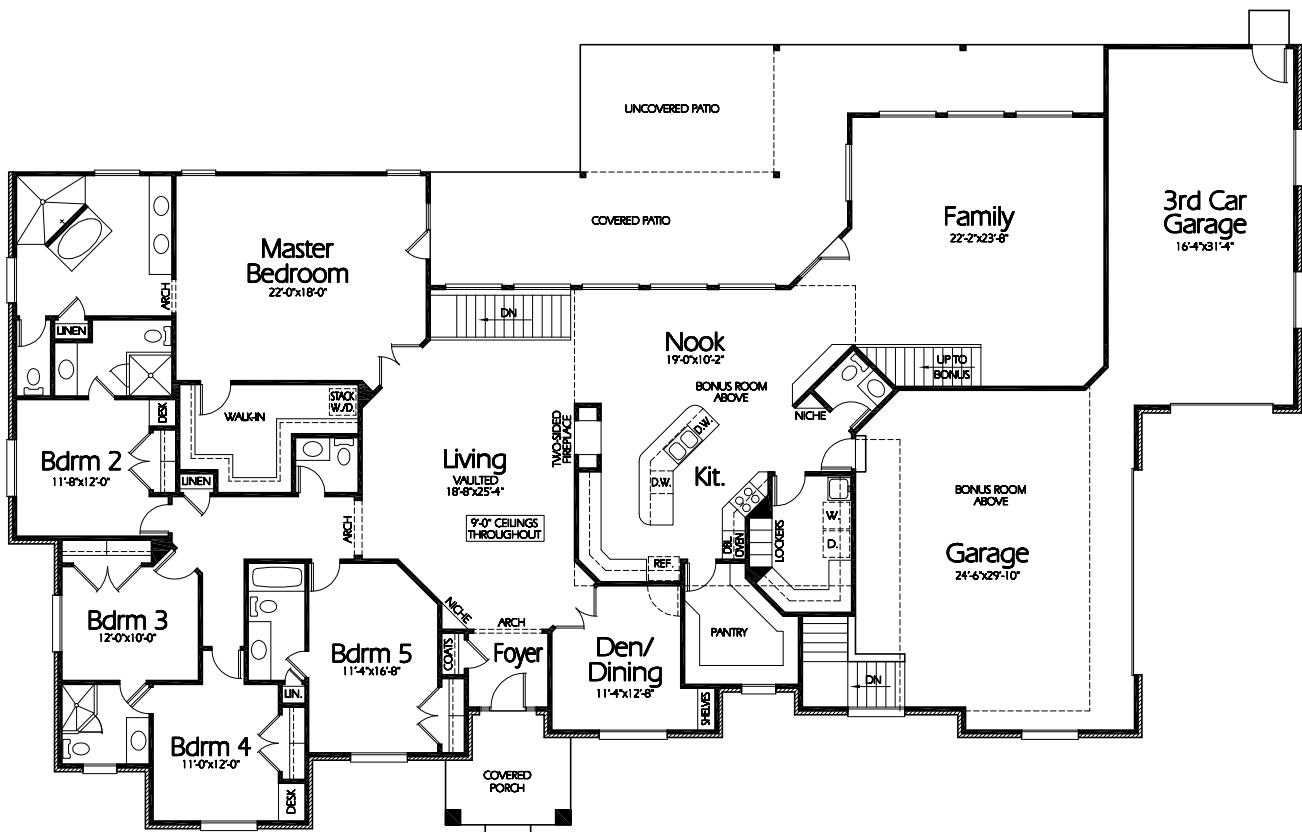 UNCOVERED PATIO
COVERED PATIO
Family
22'-2"x23'-8"
3rd Car
Garage
16'-4"x31'-4"
Master
Bedroom
22'-0"x18'-0"
ARCH
LINEN
DN
Nook
19'-0"x10'-2"
BONUS ROOM
ABOVE
UP TO
BONUS
NICHE
DESK
WALK-IN
STACK
W./D.
TWO-SIDED
FIREPLACE
D.W.
Bdrm 2
11'-8"x12'-0"
LINEN
Living
VAULTED
18'-8"x25'-4"
Kit.
D.W.
9'-0" CEILINGS
THROUGHOUT
ARCH
DBL
OVEN
LOCKERS
W.
D.
BONUS ROOM
ABOVE
Garage
24'-6"x29'-10"
REF.
Bdrm 3
12'-0"x10'-0"
NICHE
ARCH
PANTRY
Bdrm 5
11'-4"x16'-8"
COATS
Foyer
Den/
Dining
11'-4"x12'-8"
SHELVES
DN
LIN.
Bdrm 4
11'-0"x12'-0"
DESK
COVERED
PORCH